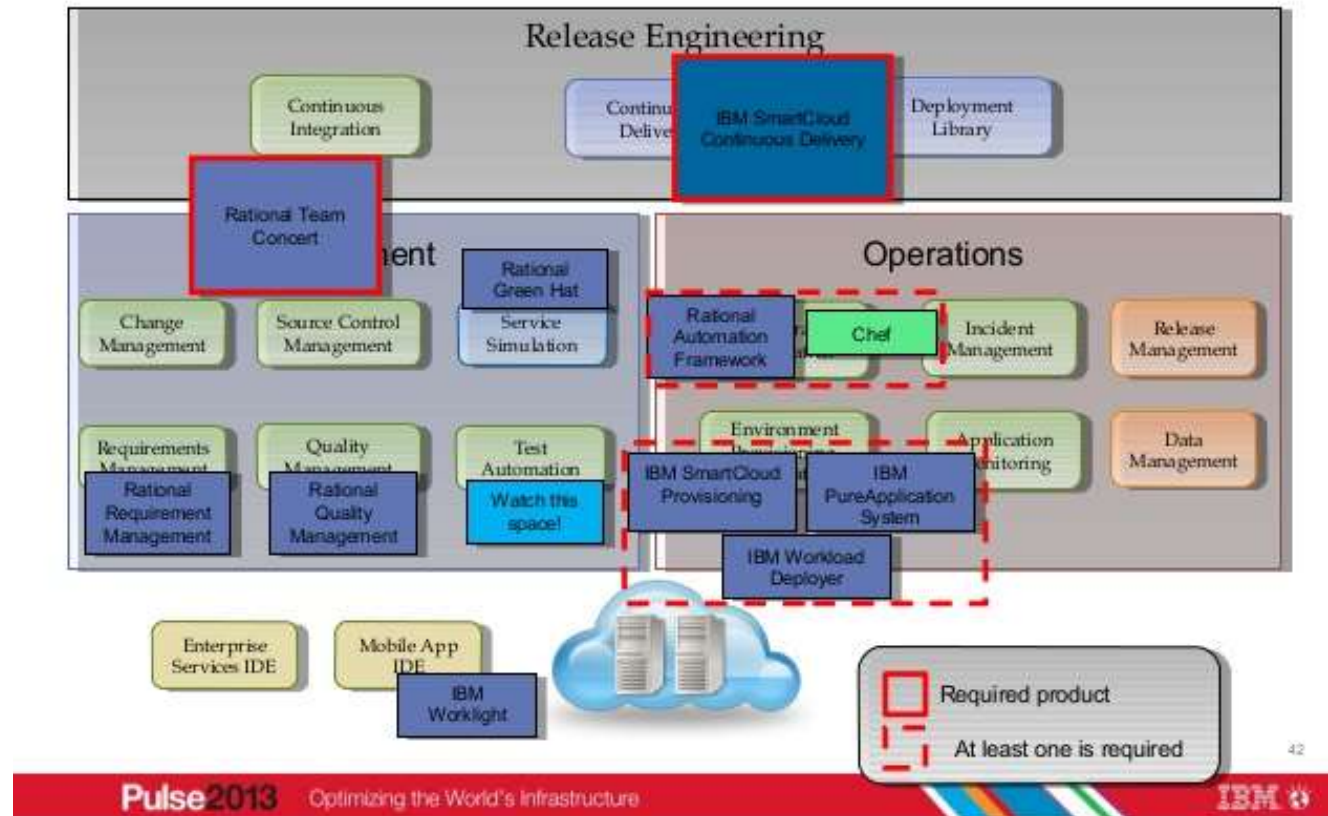 Release Engineering
Continuous
Integration
Continu
Delive
IBM SmartCloud
Continuous Delivery
Deployment
Library
Rational Team
Concert
ment
Rational
Green Hat
Operations
Change
Management
Source Control
Management
Service
Simulation
Rational
Automation
Framework
Chef
Incident
Management
Release
Management
Requirements
Management
Rational
Requirement
Management
Quality
Management
Rational
Quality
Management
Test
Automation
Watch this
space!
Environment
IBM SmartCloud
Provisioning
IBM
PureApplication
System
IBM Workload
Deployer
Application
onitoring
Data
Management
Enterprise
Services IDE
Mobile App
IDE
IBM
Worklight
Required product
At least one is required
42
Pulse2013 Optimizing the World's Infrastructure
IBM